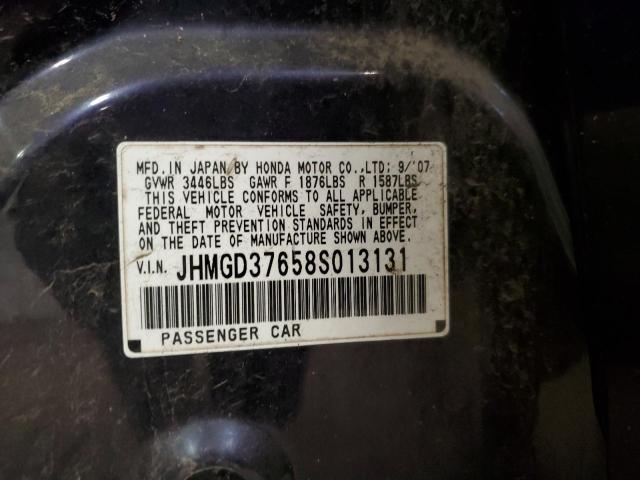 MFD.IN JAPAN BY HONDA MOTOR CO.,LTD; 9/'07
GVWR 3446LBS GAWR F 1876LBS R 1587LBS
THIS VEHICLE CONFORMS TO ALL APPLICABLE
FEDERAL MOTOR VEHICLE SAFETY, BUMPER,
AND THEFT PREVENTION STANDARDS IN EFFECT
ON THE DATE OF MANUFACTURE SHOWN ABOVE.
V.I.N. JHMGD37658S013131
PASSENGER CAR